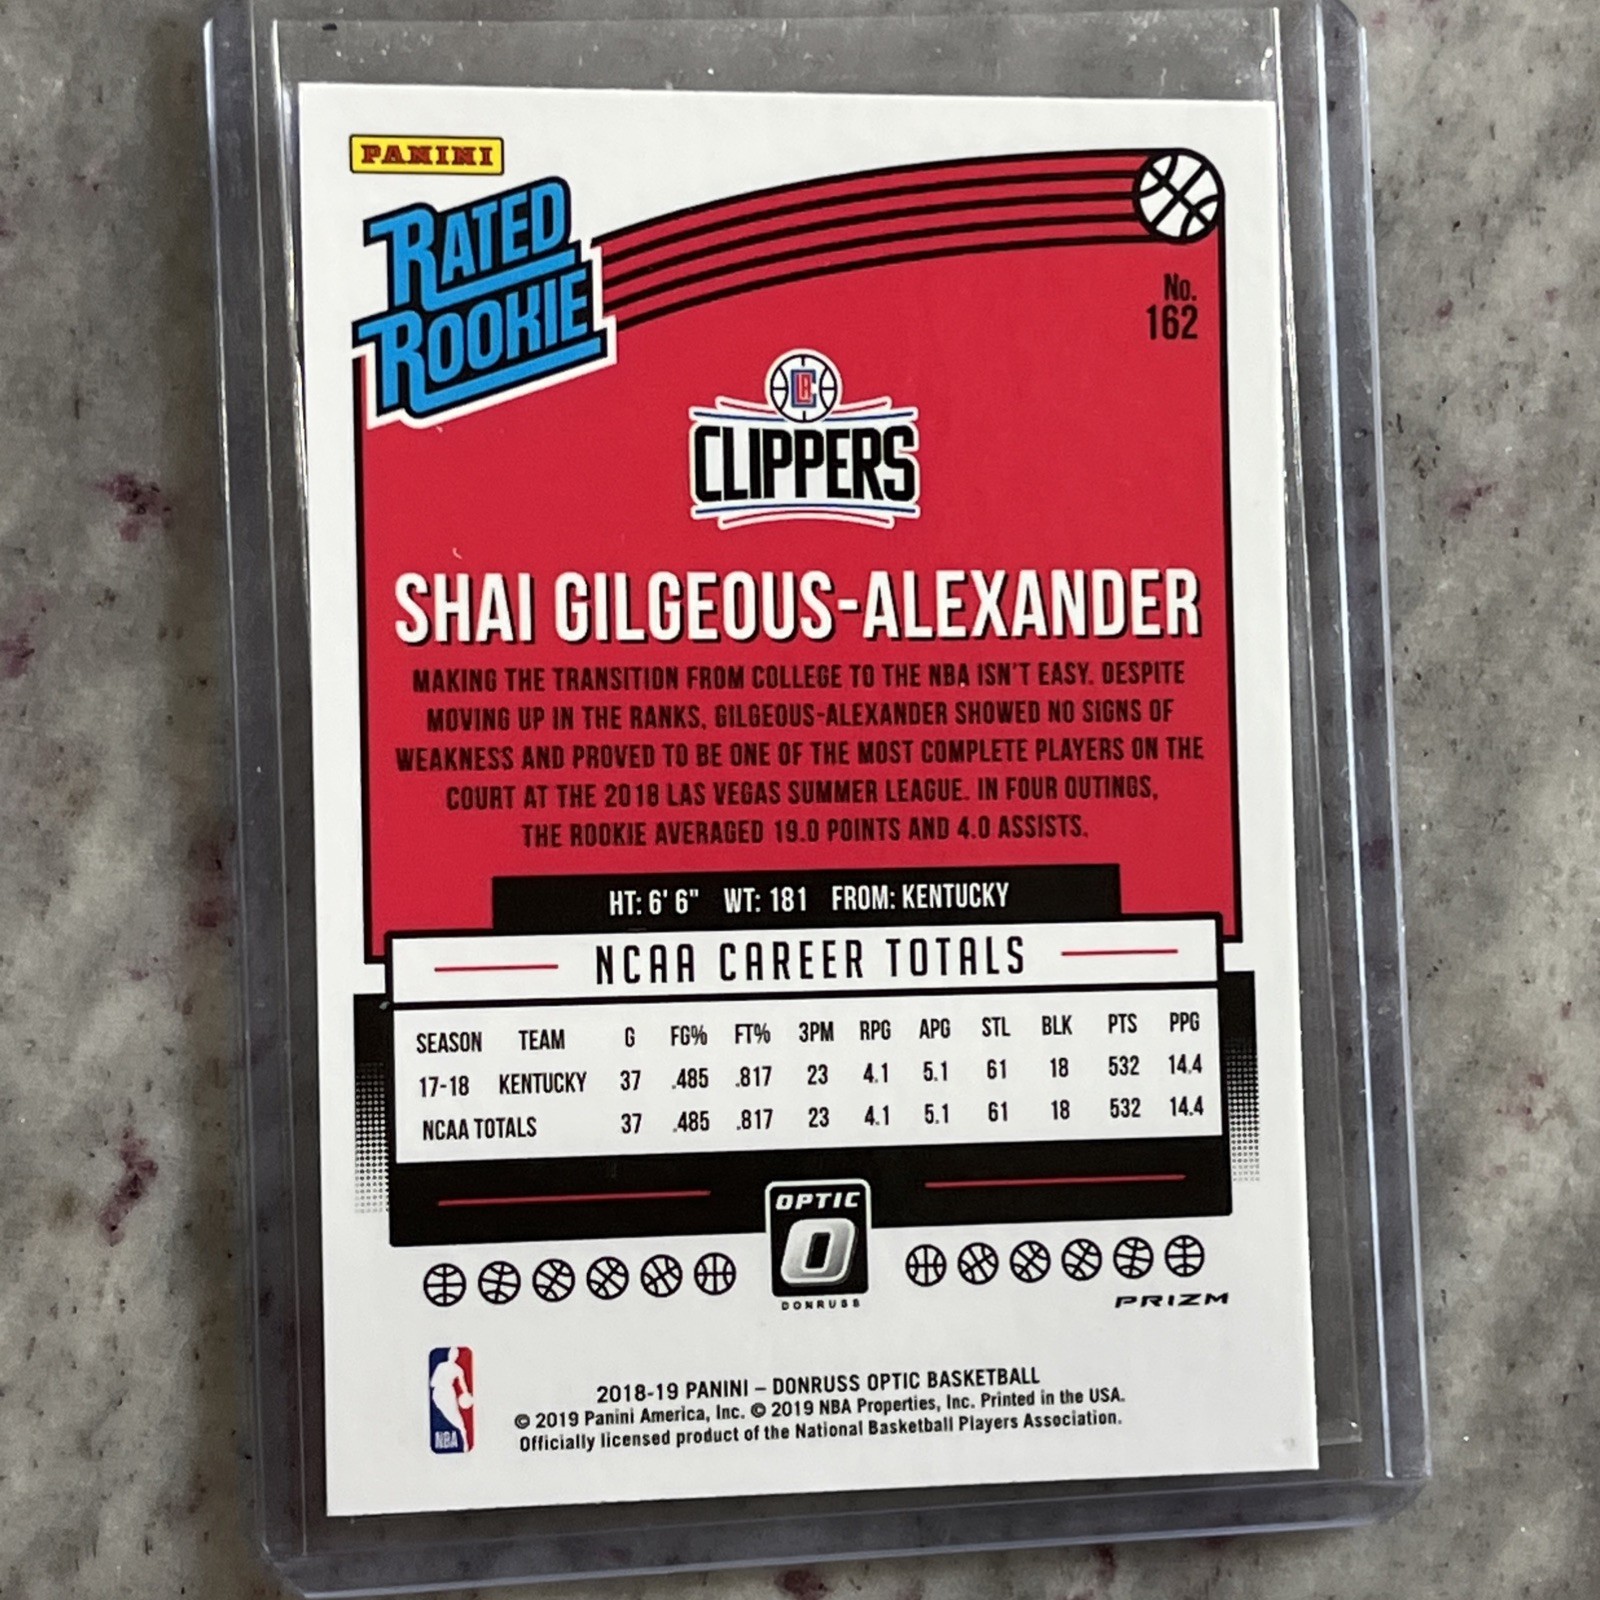 PANINI
RATED
ROOKIE
No.
162
LAC
CLIPPERS
SHAI GILGEOUS-ALEXANDER
MAKING THE TRANSITION FROM COLLEGE TO THE NBA ISN'T EASY. DESPITE
MOVING UP IN THE RANKS, GILGEOUS-ALEXANDER SHOWED NO SIGNS OF
WEAKNESS AND PROVED TO BE ONE OF THE MOST COMPLETE PLAYERS ON THE
COURT AT THE 2018 LAS VEGAS SUMMER LEAGUE. IN FOUR OUTINGS,
THE ROOKIE AVERAGED 19.0 POINTS AND 4.0 ASSISTS.
HT: 6' 6" WT: 181 FROM: KENTUCKY
NCAA CAREER TOTALS
SEASON TEAM G FG% FT% 3PM RPG APG STL BLK PTS PPG
17-18 KENTUCKY 37 .485 .817 23 4.1 5.1 61 18 532 14.4
NCAA TOTALS 37 .485 .817 23 4.1 5.1 61 18 532 14.4
OPTIC
O
DONRUSS
PRIZM
NBA
2018-19 PANINI – DONRUSS OPTIC BASKETBALL
© 2019 Panini America, Inc. © 2019 NBA Properties, Inc. Printed in the USA.
Officially licensed product of the National Basketball Players Association.